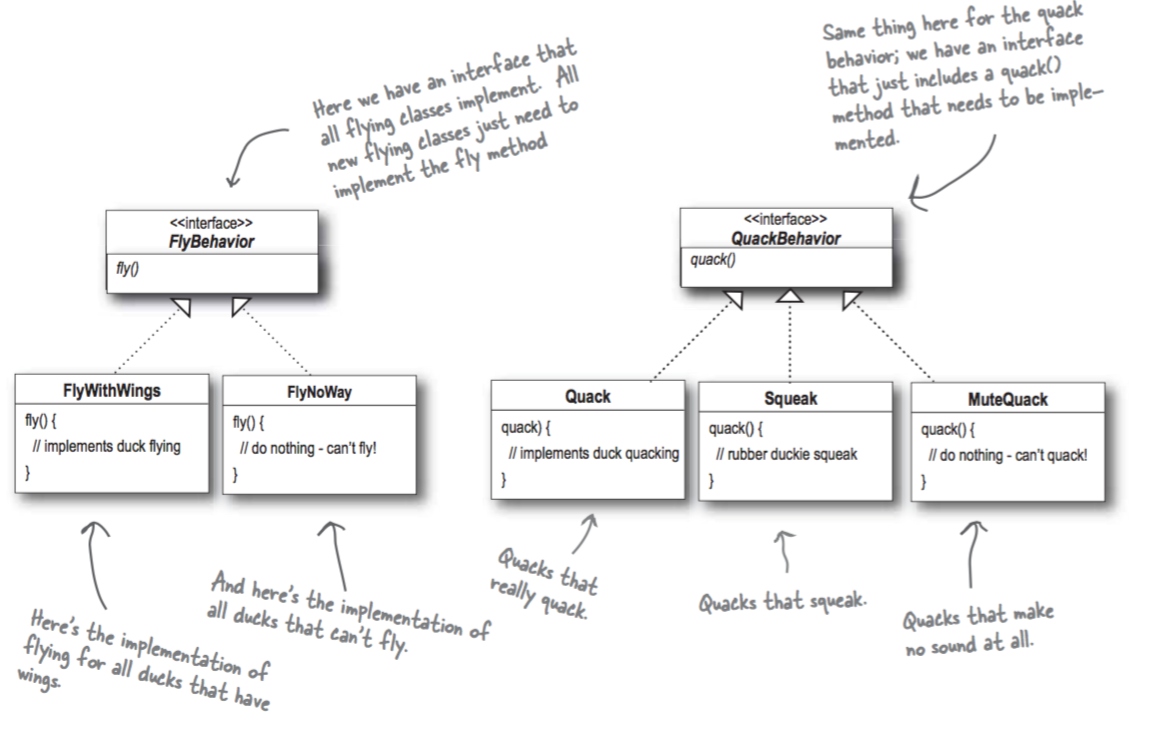 Here we have an interface that
all flying classes implement. All
new flying classes just need to
implement the fly method
Same thing here for the quack
behavior; we have an interface
that just includes a quack()
method that needs to be imple–
mented.
<<interface>>
FlyBehavior
fly()
<<interface>>
QuackBehavior
quack()
FlyWithWings
fly() {
// implements duck flying
}
FlyNoWay
fly() {
// do nothing - can't fly!
}
Quack
quack) {
// implements duck quacking
}
Squeak
quack() {
// rubber duckie squeak
}
MuteQuack
quack() {
// do nothing - can't quack!
}
Here's the implementation of
flying for all ducks that have
wings.
And here's the implementation of
all ducks that can't fly.
Quacks that
really quack.
Quacks that squeak.
Quacks that make
no sound at all.